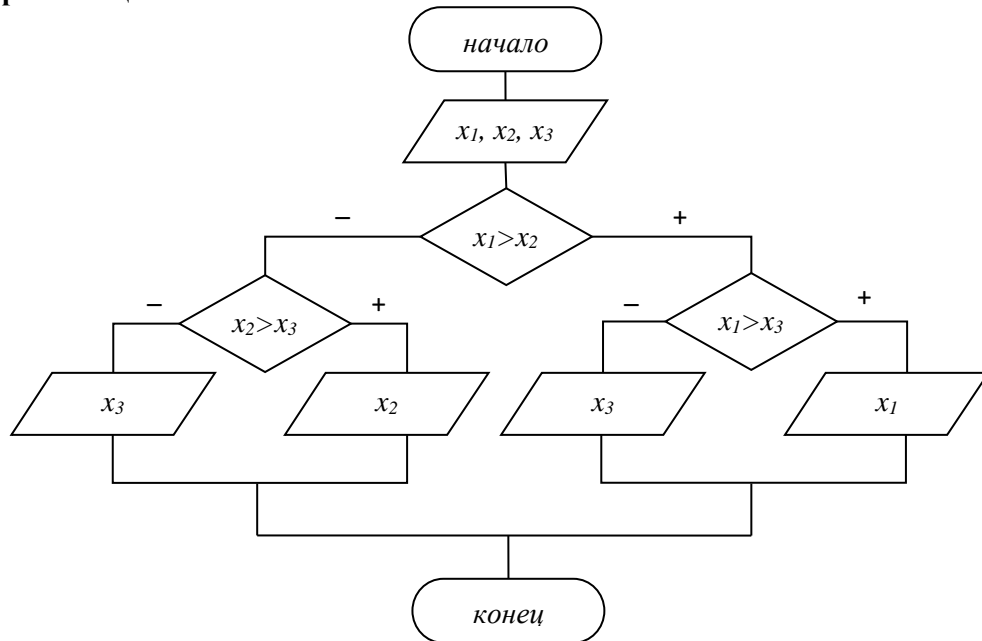 начало
x₁, x₂, x₃
– +
x₁>x₂
– + – +
x₂>x₃ x₁>x₃
x₃ x₂ x₃ x₁
конец